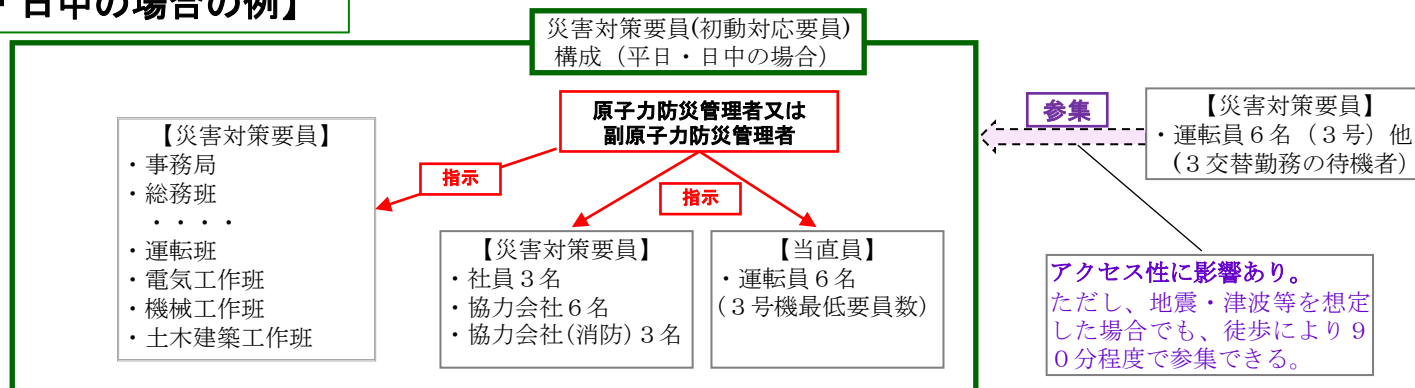 ・日中の場合の例】
災害対策要員(初動対応要員)
構成（平日・日中の場合）
原子力防災管理者又は
副原子力防災管理者
指示
指示
【災害対策要員】
・事務局
・総務班
・・・・
・運転班
・電気工作班
・機械工作班
・土木建築工作班
【災害対策要員】
・社員３名
・協力会社６名
・協力会社(消防)３名
【当直員】
・運転員６名
(３号機最低要員数）
参集
【災害対策要員】
・運転員６名（３号）他
(３交替勤務の待機者）
アクセス性に影響あり。
ただし、地震・津波等を想定
した場合でも、徒歩により９
０分程度で参集できる。